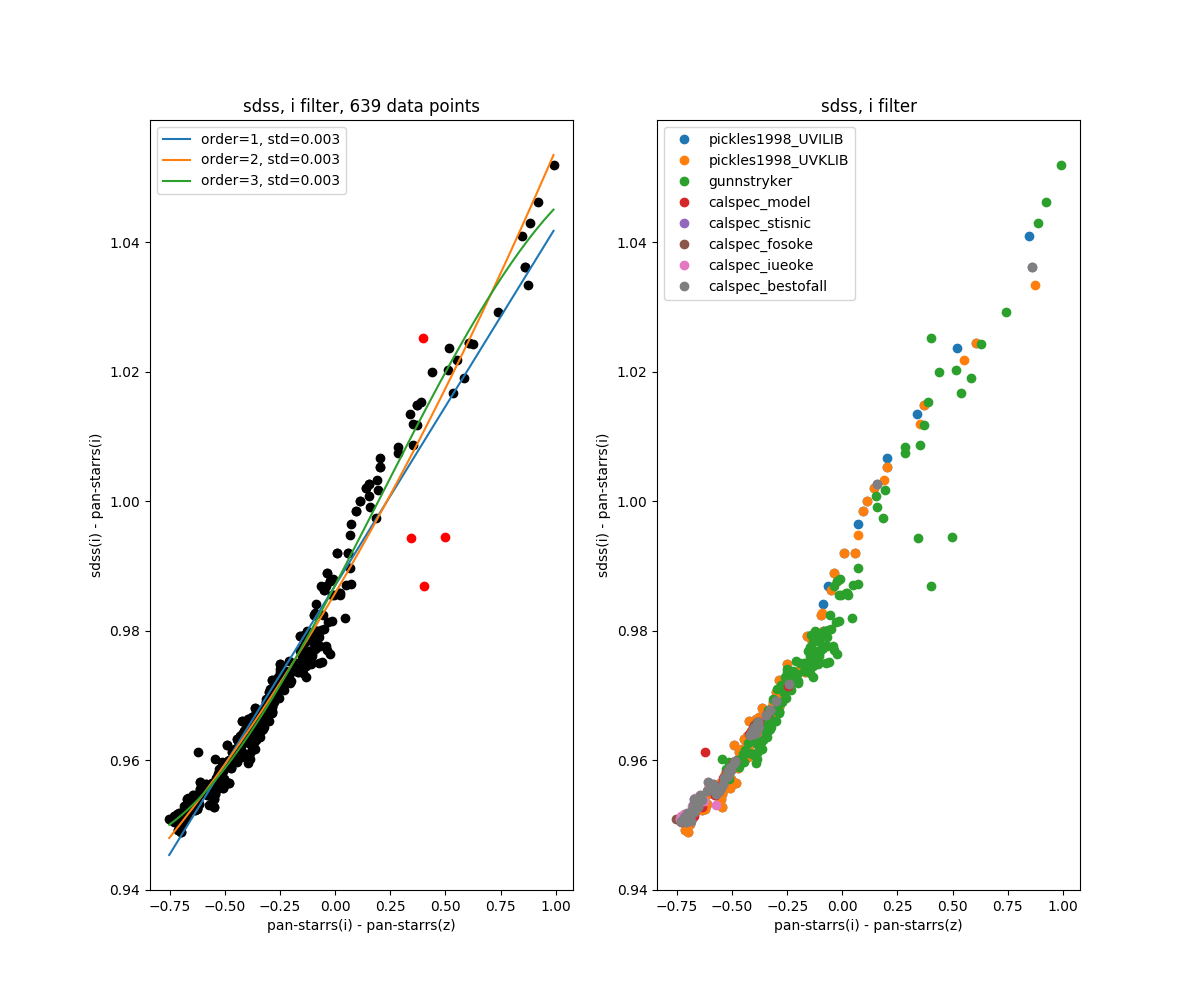 sdss, i filter, 639 data points
order=1, std=0.003
order=2, std=0.003
order=3, std=0.003
1.04
1.02
1.00
0.98
0.96
0.94
sdss(i) - pan-starrs(i)
−0.75 −0.50 −0.25 0.00 0.25 0.50 0.75 1.00
pan-starrs(i) - pan-starrs(z)
sdss, i filter
pickles1998_UVILIB
pickles1998_UVKLIB
gunnstryker
calspec_model
calspec_stisnic
calspec_fosoke
calspec_iueoke
calspec_bestofall
1.04
1.02
1.00
0.98
0.96
0.94
sdss(i) - pan-starrs(i)
−0.75 −0.50 −0.25 0.00 0.25 0.50 0.75 1.00
pan-starrs(i) - pan-starrs(z)